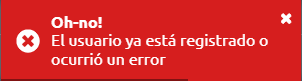 Oh-no!
El usuario ya está registrado o
ocurrió un error